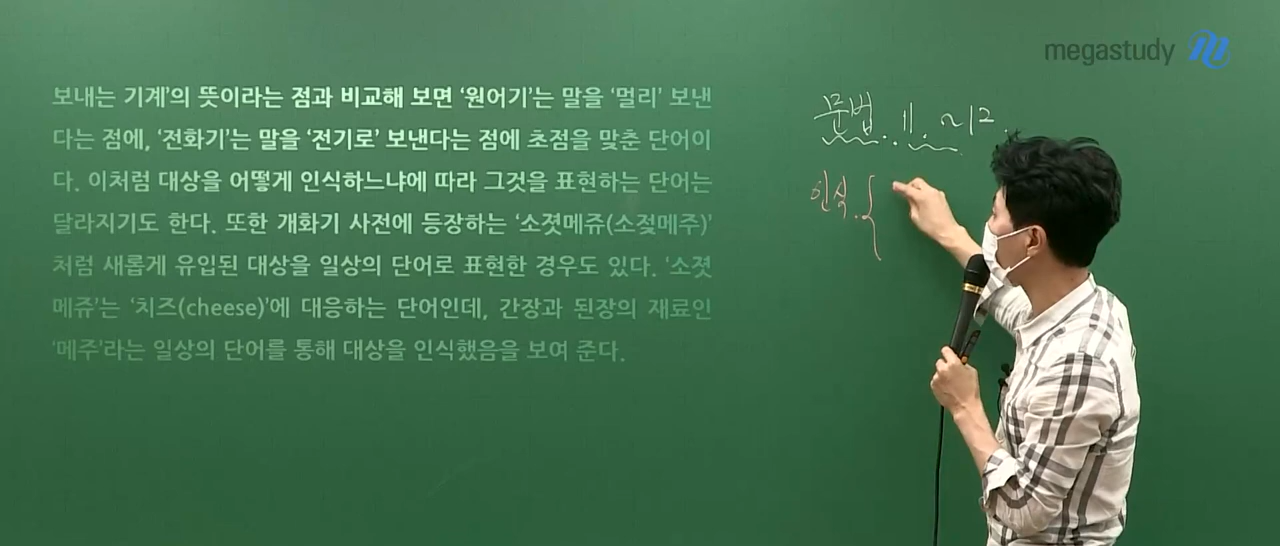 megastudy
보내는 기계’의 뜻이라는 점과 비교해 보면 ‘원어기’는 말을 ‘멀리’ 보낸
다는 점에, ‘전화기’는 말을 ‘전기로’ 보낸다는 점에 초점을 맞춘 단어이
다. 이처럼 대상을 어떻게 인식하느냐에 따라 그것을 표현하는 단어는
달라지기도 한다. 또한 개화기 사전에 등장하는 ‘소졋메쥬(소젖메주)’
처럼 새롭게 유입된 대상을 일상의 단어로 표현한 경우도 있다. ‘소졋
메쥬’는 ‘치즈(cheese)’에 대응하는 단어인데, 간장과 된장의 재료인
‘메주’라는 일상의 단어를 통해 대상을 인식했음을 보여 준다.
문법. 11. ~12.
인식.{